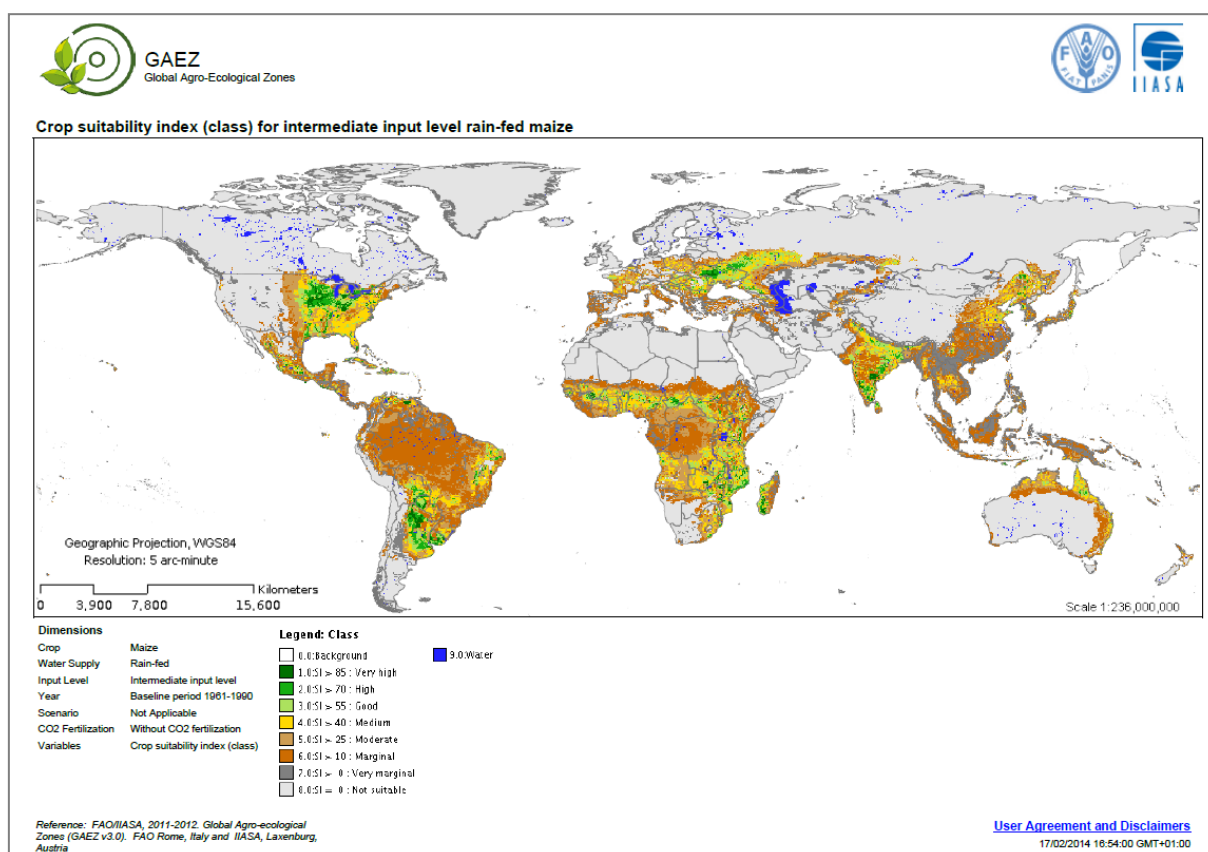 GAEZ
Global Agro-Ecological Zones
F A O
FIAT PANIS
IIASA
Crop suitability index (class) for intermediate input level rain-fed maize
Geographic Projection, WGS84
Resolution: 5 arc-minute
Kilometers
0 3,900 7,800 15,600
Scale 1:236,000,000
Dimensions
Crop Maize
Water Supply Rain-fed
Input Level Intermediate input level
Year Baseline period 1961-1990
Scenario Not Applicable
CO2 Fertilization Without CO2 fertilization
Variables Crop suitability index (class)
Legend: Class
0.0:Background
1.0:SI > 85 : Very high
2.0:SI > 70 : High
3.0:SI > 55 : Good
4.0:SI > 40 : Medium
5.0:SI > 25 : Moderate
6.0:SI > 10 : Marginal
7.0:SI > 0 : Very marginal
8.0:SI = 0 : Not suitable
9.0:Water
Reference: FAO/IIASA, 2011-2012. Global Agro-ecological
Zones (GAEZ v3.0). FAO Rome, Italy and IIASA, Laxenburg,
Austria
User Agreement and Disclaimers
17/02/2014 16:54:00 GMT+01:00